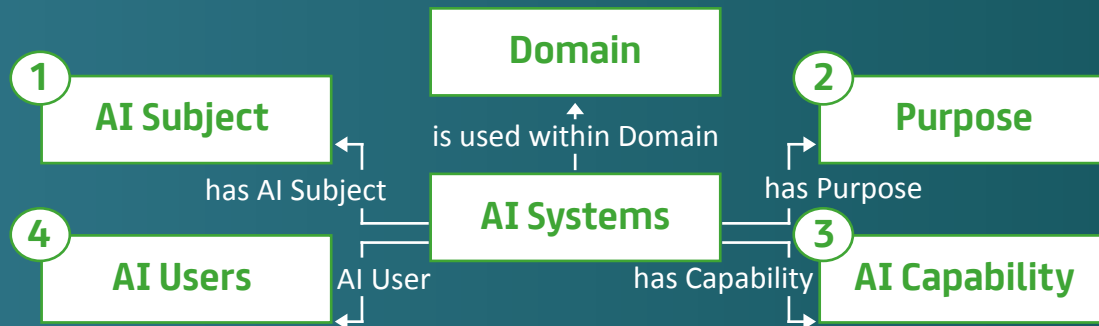 Domain
1
AI Subject
2
Purpose
is used within Domain
has AI Subject
has Purpose
AI Systems
4
AI Users
AI User
has Capability
3
AI Capability